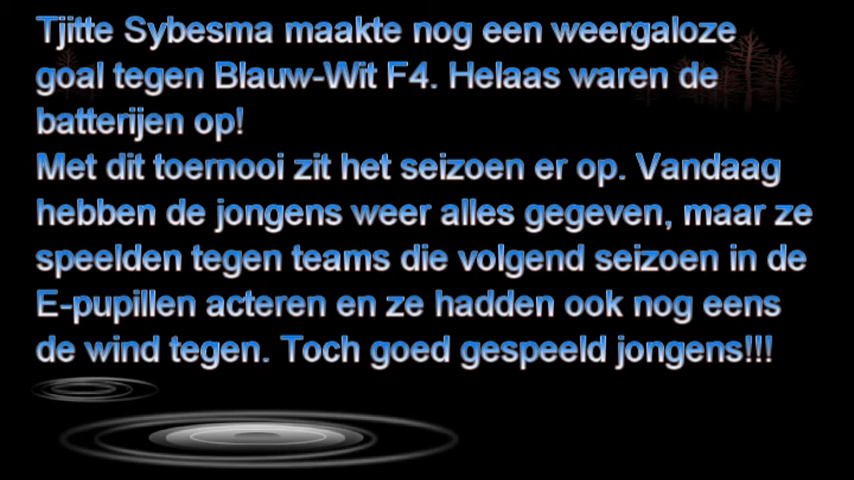 Tjitte Sybesma maakte nog een weergaloze
goal tegen Blauw-Wit F4. Helaas waren de
batterijen op!
Met dit toernooi zit het seizoen er op. Vandaag
hebben de jongens weer alles gegeven, maar ze
speelden tegen teams die volgend seizoen in de
E-pupillen acteren en ze hadden ook nog eens
de wind tegen. Toch goed gespeeld jongens!!!